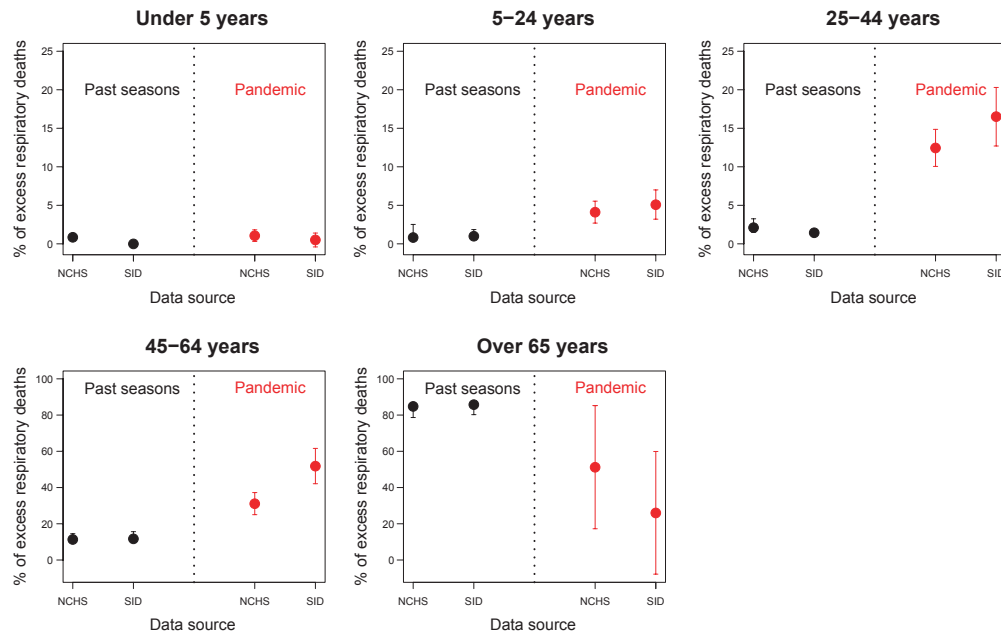 Under 5 years
% of excess respiratory deaths
25
20
15
10
5
0
Past seasons
Pandemic
NCHS
SID
NCHS
SID
Data source
5−24 years
% of excess respiratory deaths
25
20
15
10
5
0
Past seasons
Pandemic
NCHS
SID
NCHS
SID
Data source
25−44 years
% of excess respiratory deaths
25
20
15
10
5
0
Past seasons
Pandemic
NCHS
SID
NCHS
SID
Data source
45−64 years
% of excess respiratory deaths
100
80
60
40
20
0
Past seasons
Pandemic
NCHS
SID
NCHS
SID
Data source
Over 65 years
% of excess respiratory deaths
100
80
60
40
20
0
Past seasons
Pandemic
NCHS
SID
NCHS
SID
Data source